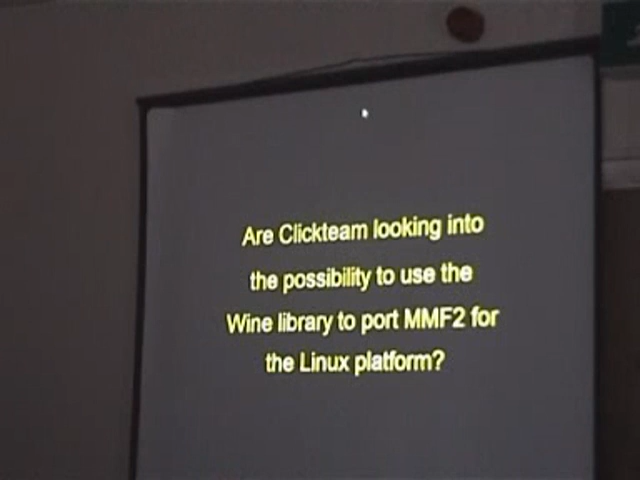 Are Clickteam looking into
the possibility to use the
Wine library to port MMF2 for
the Linux platform?